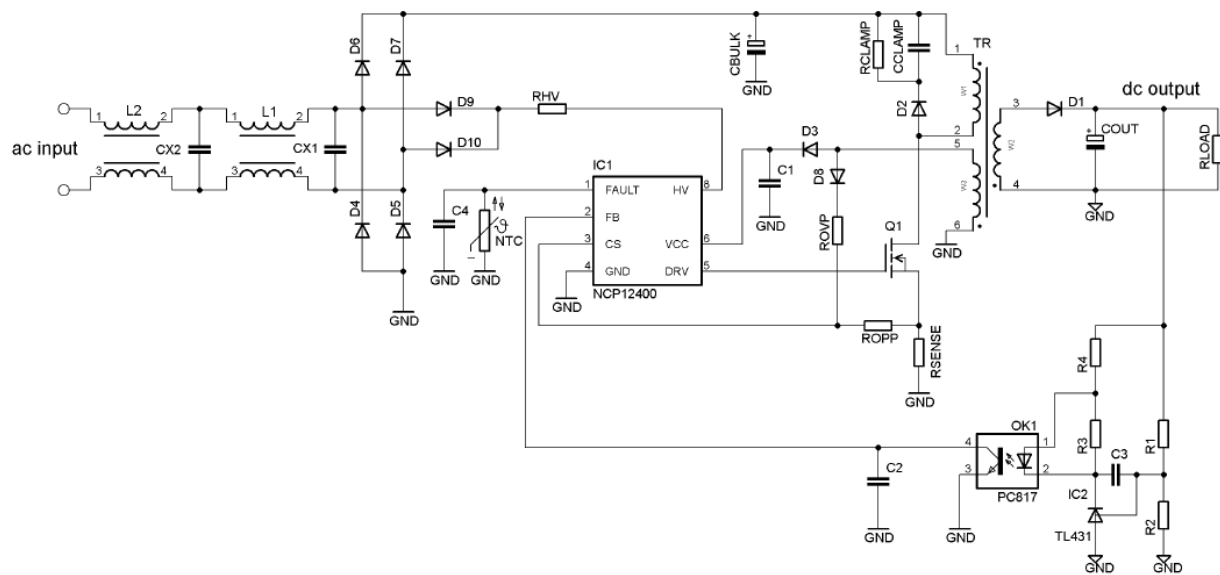 D6
D7
CBULK
+
GND
RCLAMP
CCLAMP
TR
1
W1
2
D2
L2
1
2
3
4
L1
1
2
3
4
ac input
CX2
CX1
D9
D10
RHV
D3
D8
C1
ROVP
5
W3
6
GND
3
W2
4
D1
dc output
+
COUT
GND
RLOAD
IC1
1
FAULT
HV
8
2
FB
3
CS
VCC
6
4
GND
DRV
5
NCP12400
GND
D4
D5
GND
C4
GND
ϑ
NTC
GND
Q1
ROPP
RSENSE
GND
R4
R3
R1
C3
R2
OK1
4
1
3
2
PC817
C2
GND
GND
IC2
TL431
GND
GND